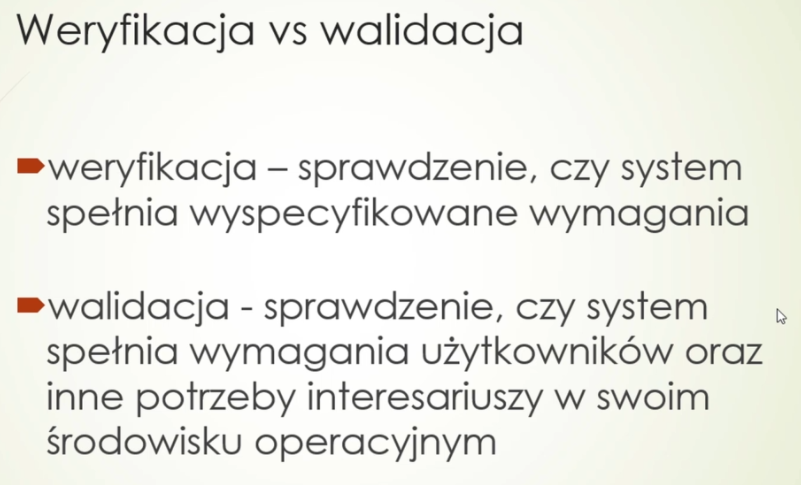 Weryfikacja vs walidacja
weryfikacja – sprawdzenie, czy system
spełnia wyspecyfikowane wymagania
walidacja - sprawdzenie, czy system
spełnia wymagania użytkowników oraz
inne potrzeby interesariuszy w swoim
środowisku operacyjnym